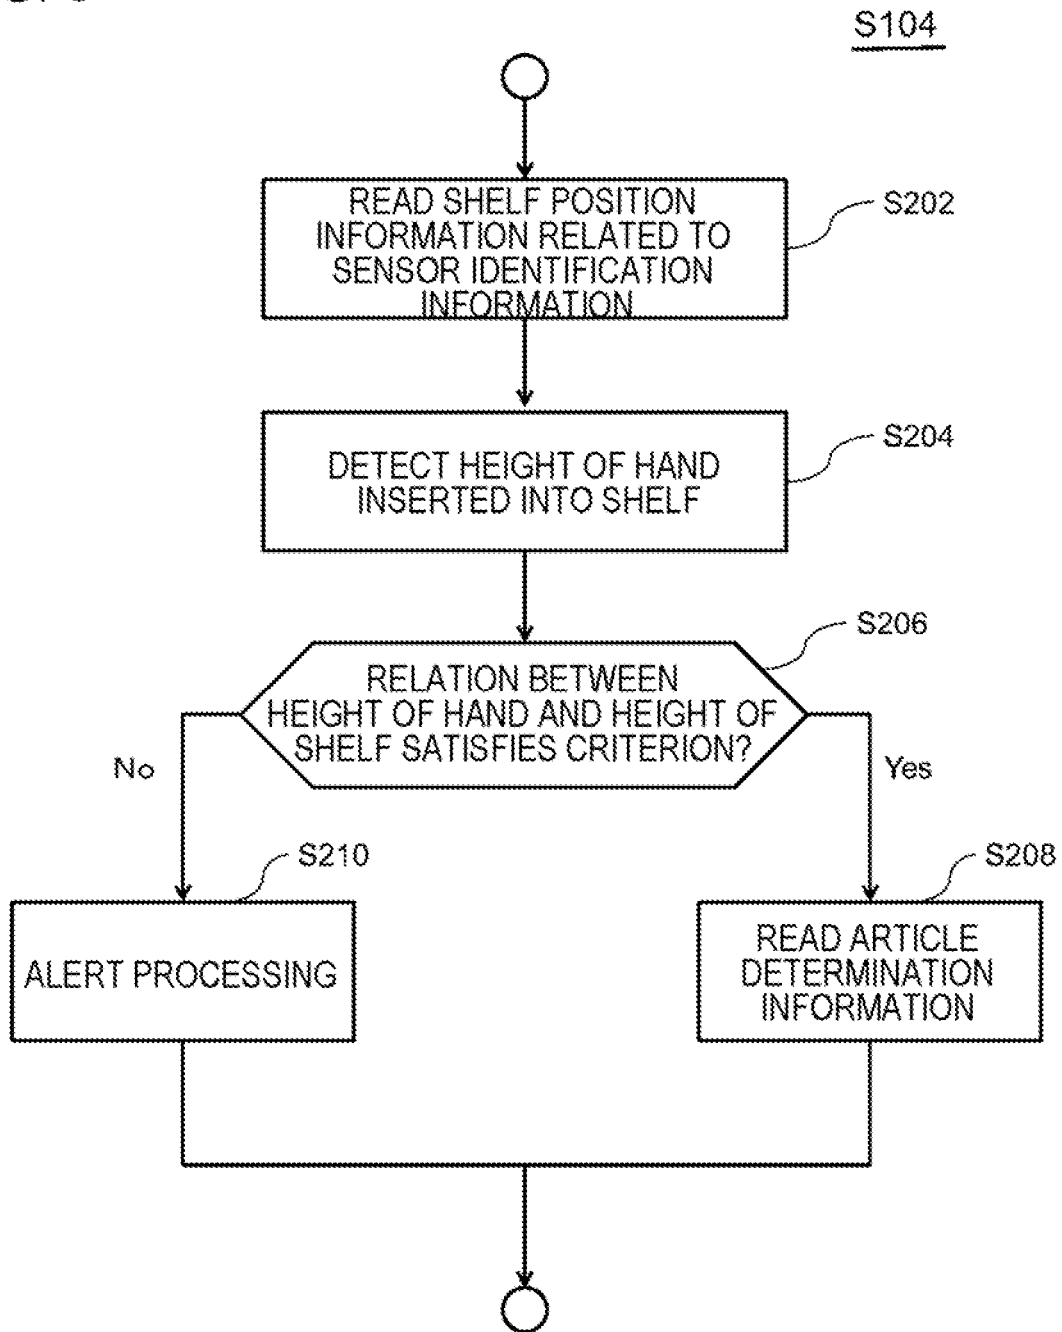 S104
READ SHELF POSITION
INFORMATION RELATED TO
SENSOR IDENTIFICATION
INFORMATION
S202
DETECT HEIGHT OF HAND
INSERTED INTO SHELF
S204
RELATION BETWEEN
HEIGHT OF HAND AND HEIGHT OF
SHELF SATISFIES CRITERION?
S206
No
Yes
S210
S208
ALERT PROCESSING
READ ARTICLE
DETERMINATION
INFORMATION